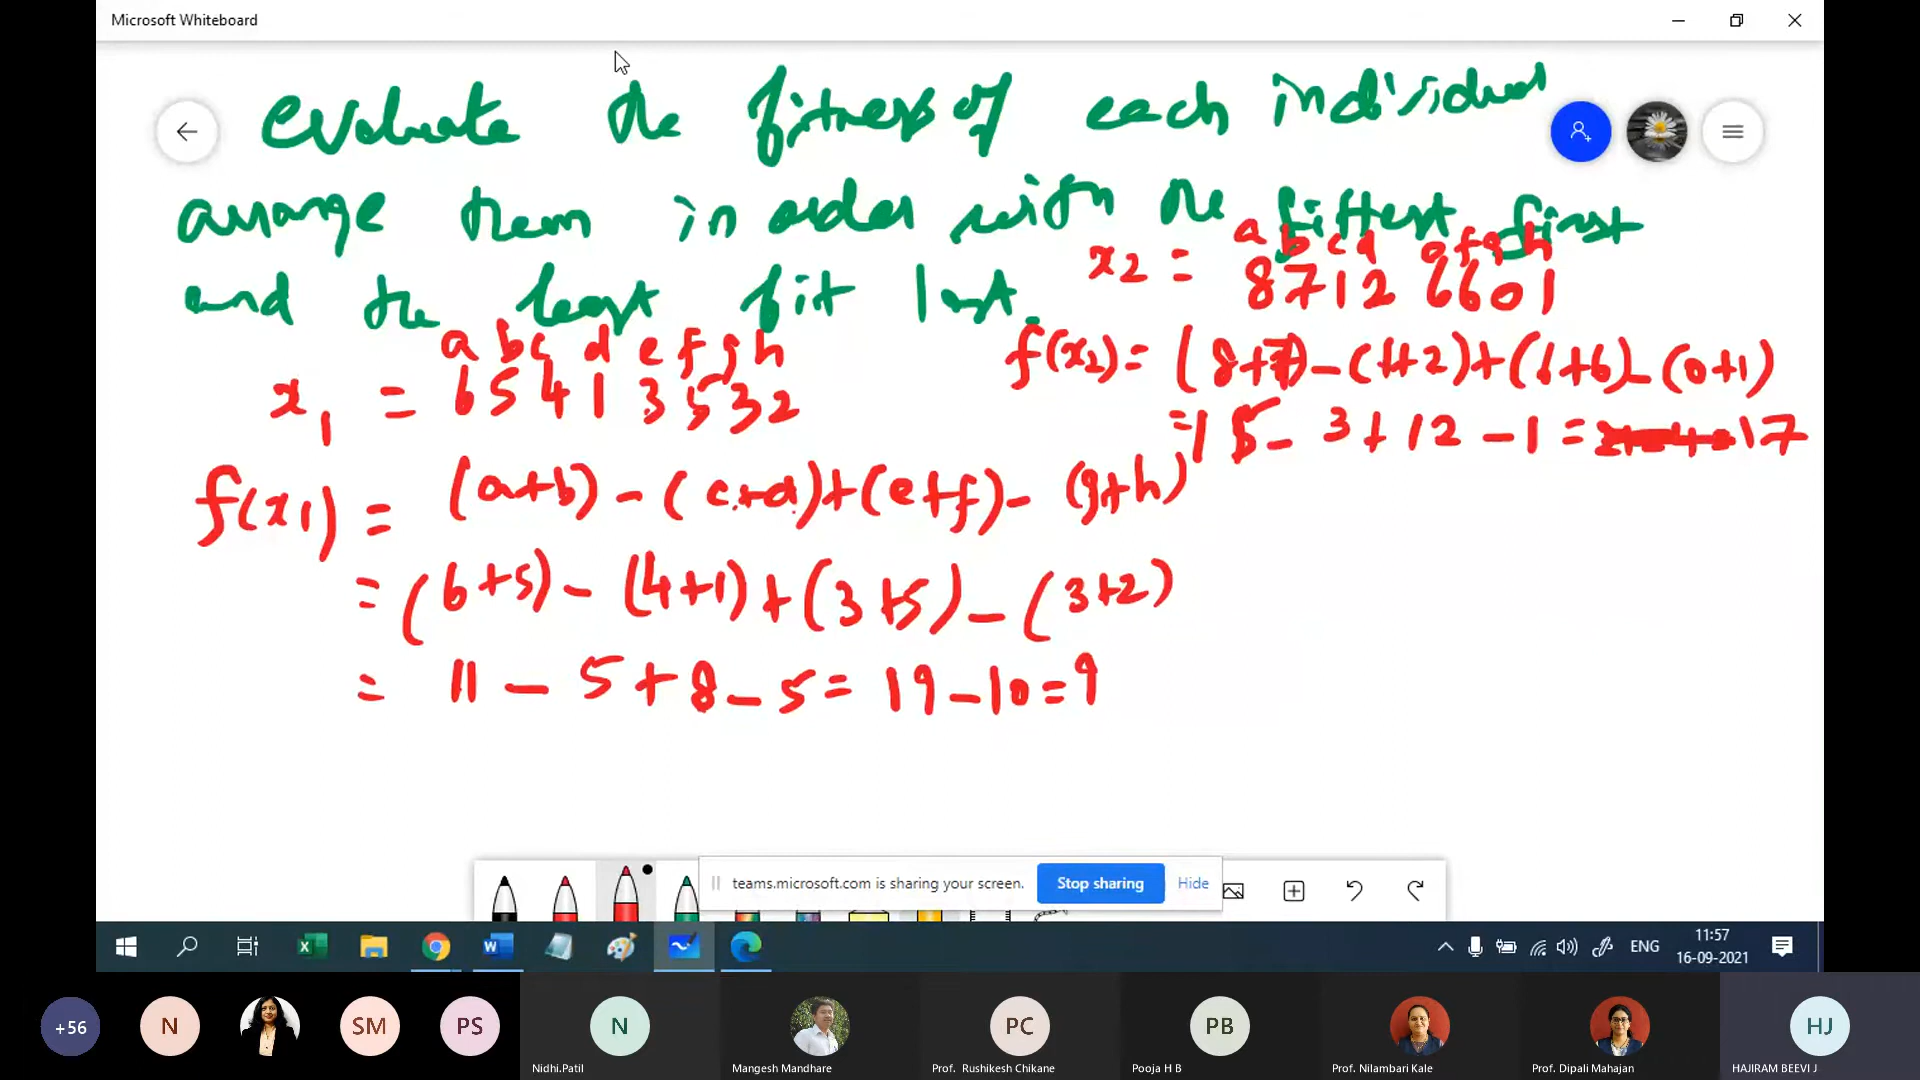 Microsoft Whiteboard
evaluate the fitness of each individual
arrange them in order with the fittest first
and the least fit last.
x2 = a b c d e f g h
8 7 1 2 6 6 0 1
f(x2) = (8+7) - (1+2) + (6+6) - (0+1)
= 15 - 3 + 12 - 1 = 17
a b c d e f g h
x1 = 6 5 4 1 3 5 3 2
f(x1) = (a+b) - (c+d) + (e+f) - (g+h)
= (6+5) - (4+1) + (3+5) - (3+2)
= 11 - 5 + 8 - 5 = 19 - 10 = 9
teams.microsoft.com is sharing your screen. Stop sharing Hide
ENG
11:57
16-09-2021
+56 N SM PS N PC PB HJ
Nidhi.Patil Mangesh Mandhare Prof. Rushikesh Chikane Pooja H B Prof. Nilambari Kale Prof. Dipali Mahajan HAJIRAM BEEVI J